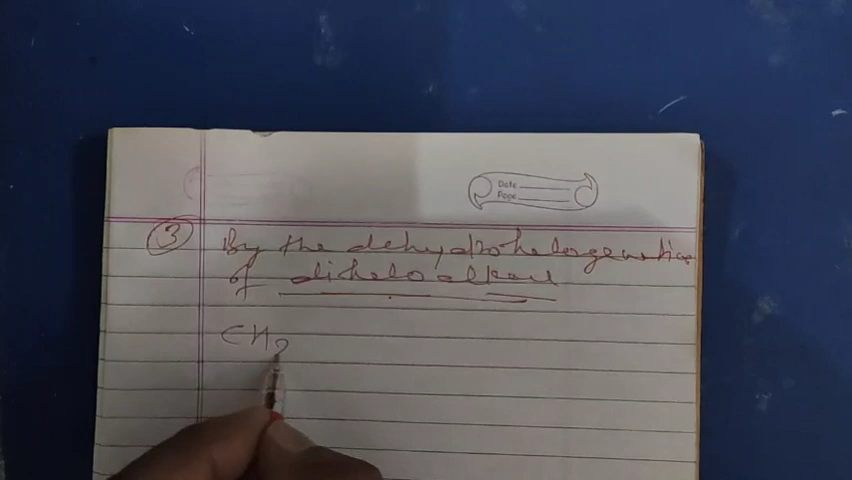 Date
Page
③ By the dehydrohalogenation
of dihaloalkane
CH2